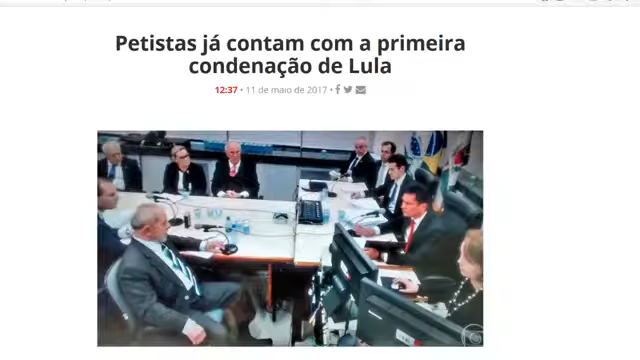 Petistas já contam com a primeira
condenação de Lula
12:37 • 11 de maio de 2017 •